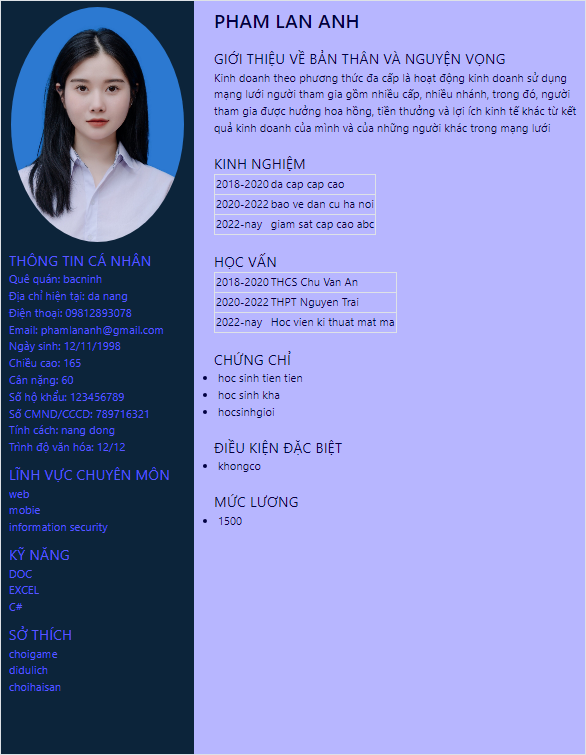 PHAM LAN ANH
GIỚI THIỆU VỀ BẢN THÂN VÀ NGUYỆN VỌNG
Kinh doanh theo phương thức đa cấp là hoạt động kinh doanh sử dụng
mạng lưới người tham gia gồm nhiều cấp, nhiều nhánh, trong đó, người
tham gia được hưởng hoa hồng, tiền thưởng và lợi ích kinh tế khác từ kết
quả kinh doanh của mình và của những người khác trong mạng lưới
KINH NGHIỆM
2018-2020 da cap cap cao
2020-2022 bao ve dan cu ha noi
2022-nay giam sat cap cao abc
HỌC VẤN
2018-2020 THCS Chu Van An
2020-2022 THPT Nguyen Trai
2022-nay Hoc vien ki thuat mat ma
CHỨNG CHỈ
hoc sinh tien tien
hoc sinh kha
hocsinhgioi
ĐIỀU KIỆN ĐẶC BIỆT
khongco
MỨC LƯƠNG
1500
THÔNG TIN CÁ NHÂN
Quê quán: bacninh
Địa chỉ hiện tại: da nang
Điện thoại: 09812893078
Email: phamlananh@gmail.com
Ngày sinh: 12/11/1998
Chiều cao: 165
Cân nặng: 60
Số hộ khẩu: 123456789
Số CMND/CCCD: 789716321
Tính cách: nang dong
Trình độ văn hóa: 12/12
LĨNH VỰC CHUYÊN MÔN
web
mobie
information security
KỸ NĂNG
DOC
EXCEL
C#
SỞ THÍCH
choigame
didulich
choihaisan